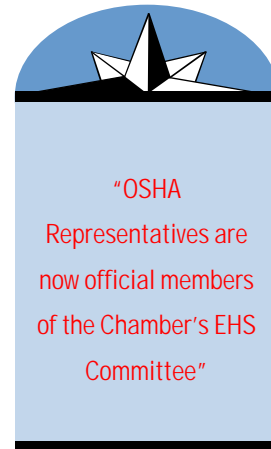 “OSHA
Representatives are
now official members
of the Chamber’s EHS
Committee”